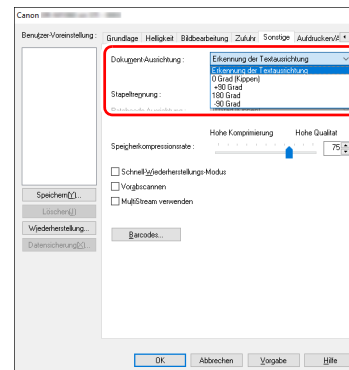 Canon
Benutzer-Voreinstellung :
Grundlage Helligkeit Bildbearbeitung Zufuhr Sonstige Aufdrucken/A
Dokument-Ausrichtung : Erkennung der Textausrichtung
Erkennung der Textausrichtung
0 Grad (Kippen)
+90 Grad
Stapeltrennung : 180 Grad
-90 Grad
Hohe Komprimierung Hohe Qualitat
Speicherkompressionsrate : 75
Schnell-Wiederherstellungs-Modus
Vorabscannen
MultiStream verwenden
Speichern(Y)...
Löschen(J)
Wiederherstellung...
Datensicherung(X)...
Barcodes...
OK Abbrechen Vorgabe Hilfe